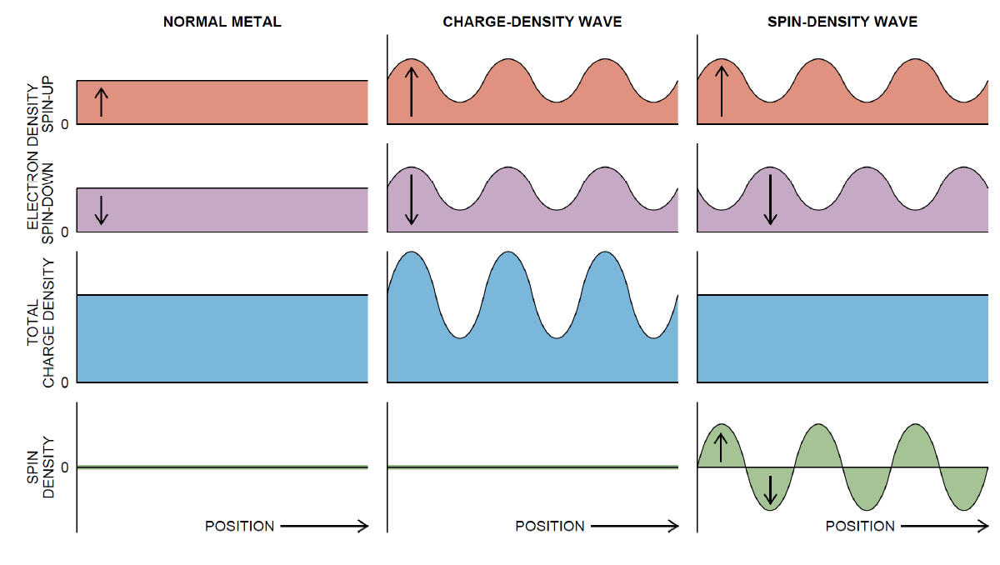 NORMAL METAL
CHARGE-DENSITY WAVE
SPIN-DENSITY WAVE
ELECTRON DENSITY
SPIN-UP
0
SPIN-DOWN
0
TOTAL
CHARGE DENSITY
0
SPIN
DENSITY
0
POSITION
POSITION
POSITION